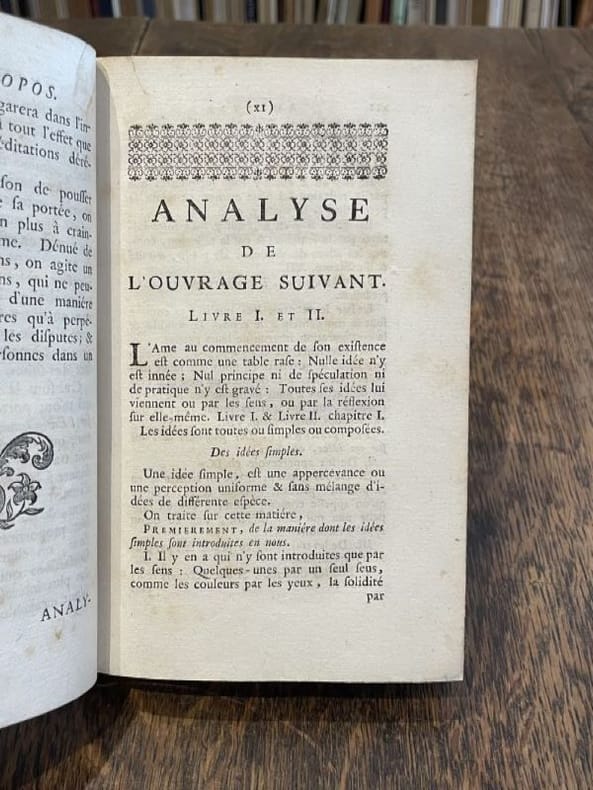 OPOS.
garera dans l'in-
à tout l'effet que
éditations déré-
son de pousser
e sa portée, on
n plus à crain-
me. Dénué de
ns, on agite un
ns, qui ne peu-
d'une maniére
res qu'à perpé-
les disputes; &
rsonnes dans un
ANALY-
(XI)
ANALYSE
DE
L'OUVRAGE SUIVANT.
LIVRE I. ET II.
L'Ame au commencement de son existence
est comme une table rase: Nulle idée n'y
est innée; Nul principe ni de spéculation ni
de pratique n'y est gravé: Toutes ses idées lui
viennent ou par les sens, ou par la réflexion
sur elle-même. Livre I. & Livre II. chapitre I.
Les idées sont toutes ou simples ou composées.
Des idées simples.
Une idée simple, est une appercevance ou
une perception uniforme & sans mélange d'i-
dées de différente espèce.
On traite sur cette matiére,
PREMIEREMENT, de la maniére dont les idées
simples sont introduites en nous.
I. Il y en a qui n'y sont introduites que par
les sens: Quelques-unes par un seul sens,
comme les couleurs par les yeux, la solidité
par